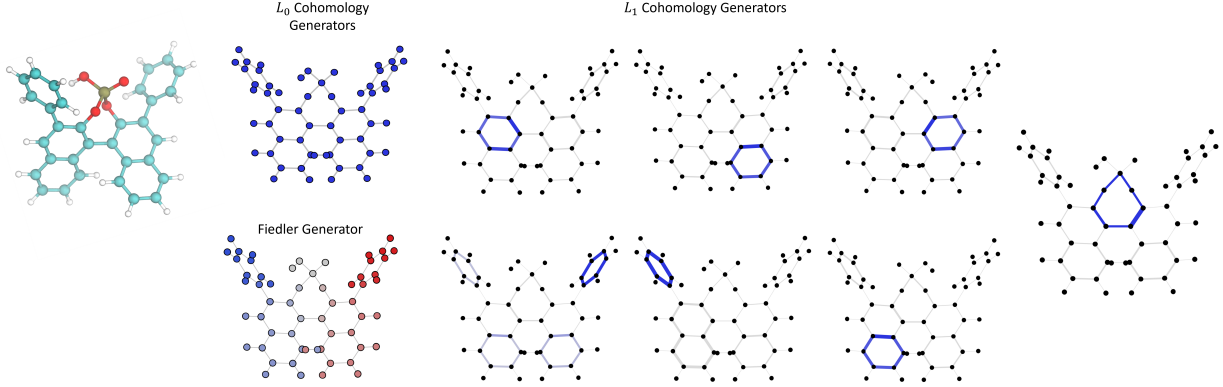 L₀ Cohomology
Generators
L₁ Cohomology Generators
Fiedler Generator